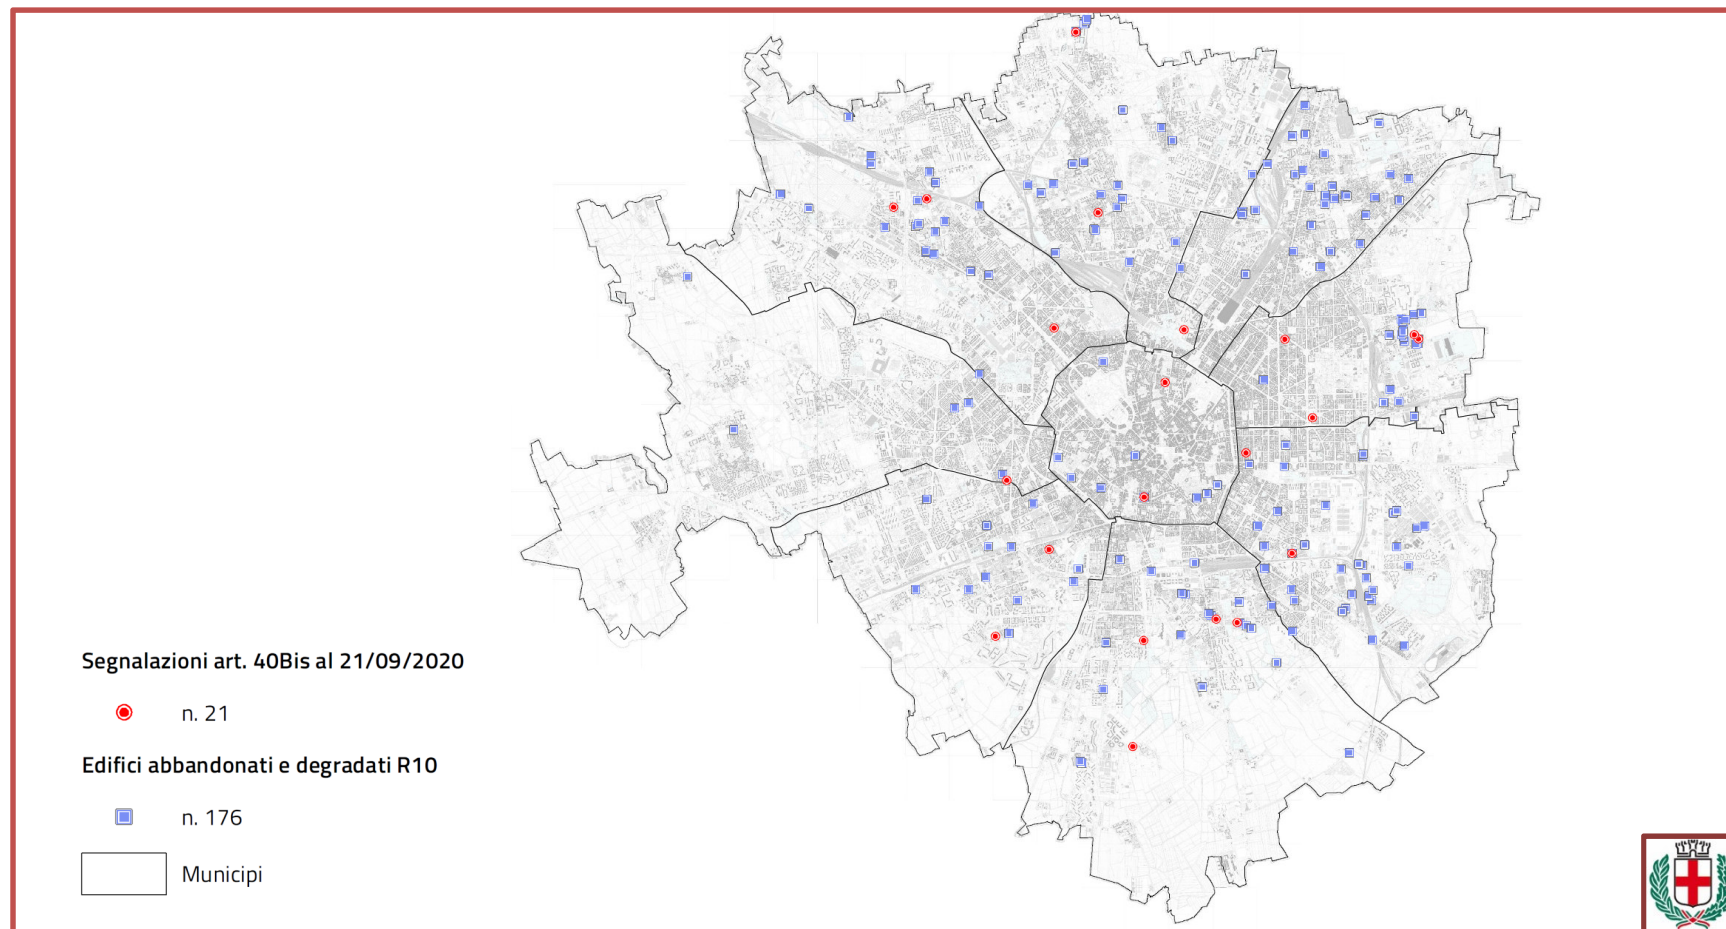 Segnalazioni art. 40Bis al 21/09/2020
n. 21
Edifici abbandonati e degradati R10
n. 176
Municipi